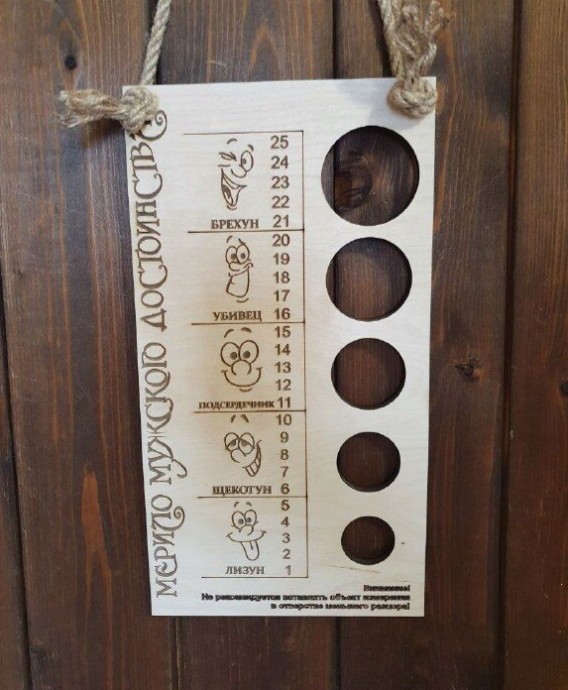 МЕРИЛО МУЖСКОГО ДОСТОИНСТВА
25
24
23
22
БРЕХУН 21
20
19
18
17
УБИВЕЦ 16
15
14
13
12
ПОДСЕРДЕЧНИК 11
10
9
8
7
ЩЕКОТУН 6
5
4
3
2
ЛИЗУН 1
Внимание!
Не рекомендуется вставлять объект измерения
в отверстие меньшего размера!